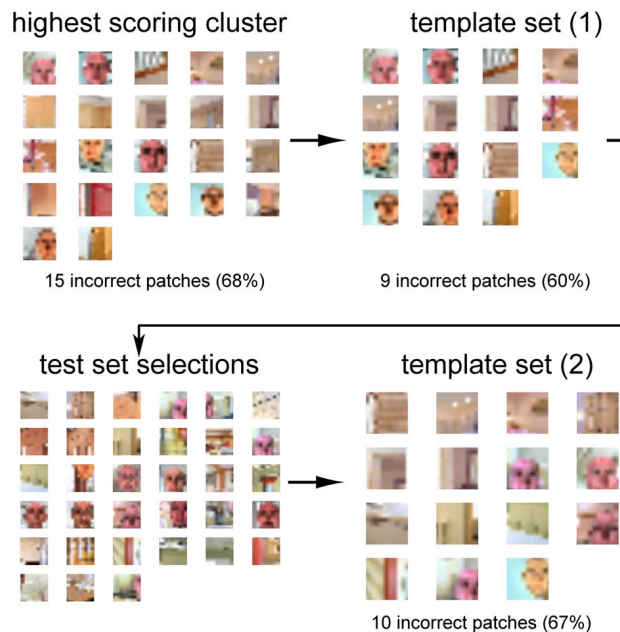 highest scoring cluster
template set (1)
15 incorrect patches (68%)
9 incorrect patches (60%)
test set selections
template set (2)
10 incorrect patches (67%)